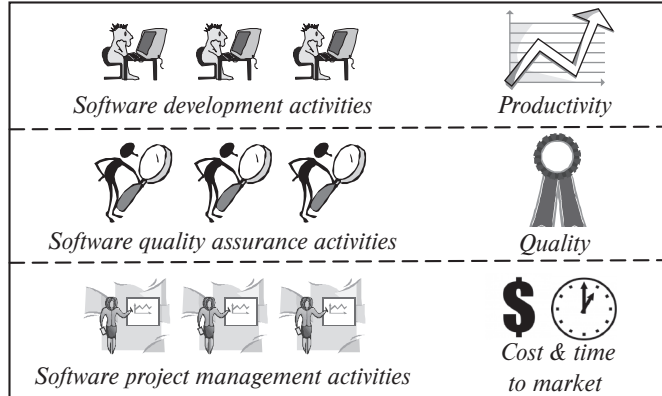 Software development activities
Productivity
Software quality assurance activities
Quality
Software project management activities
$
Cost & time
to market